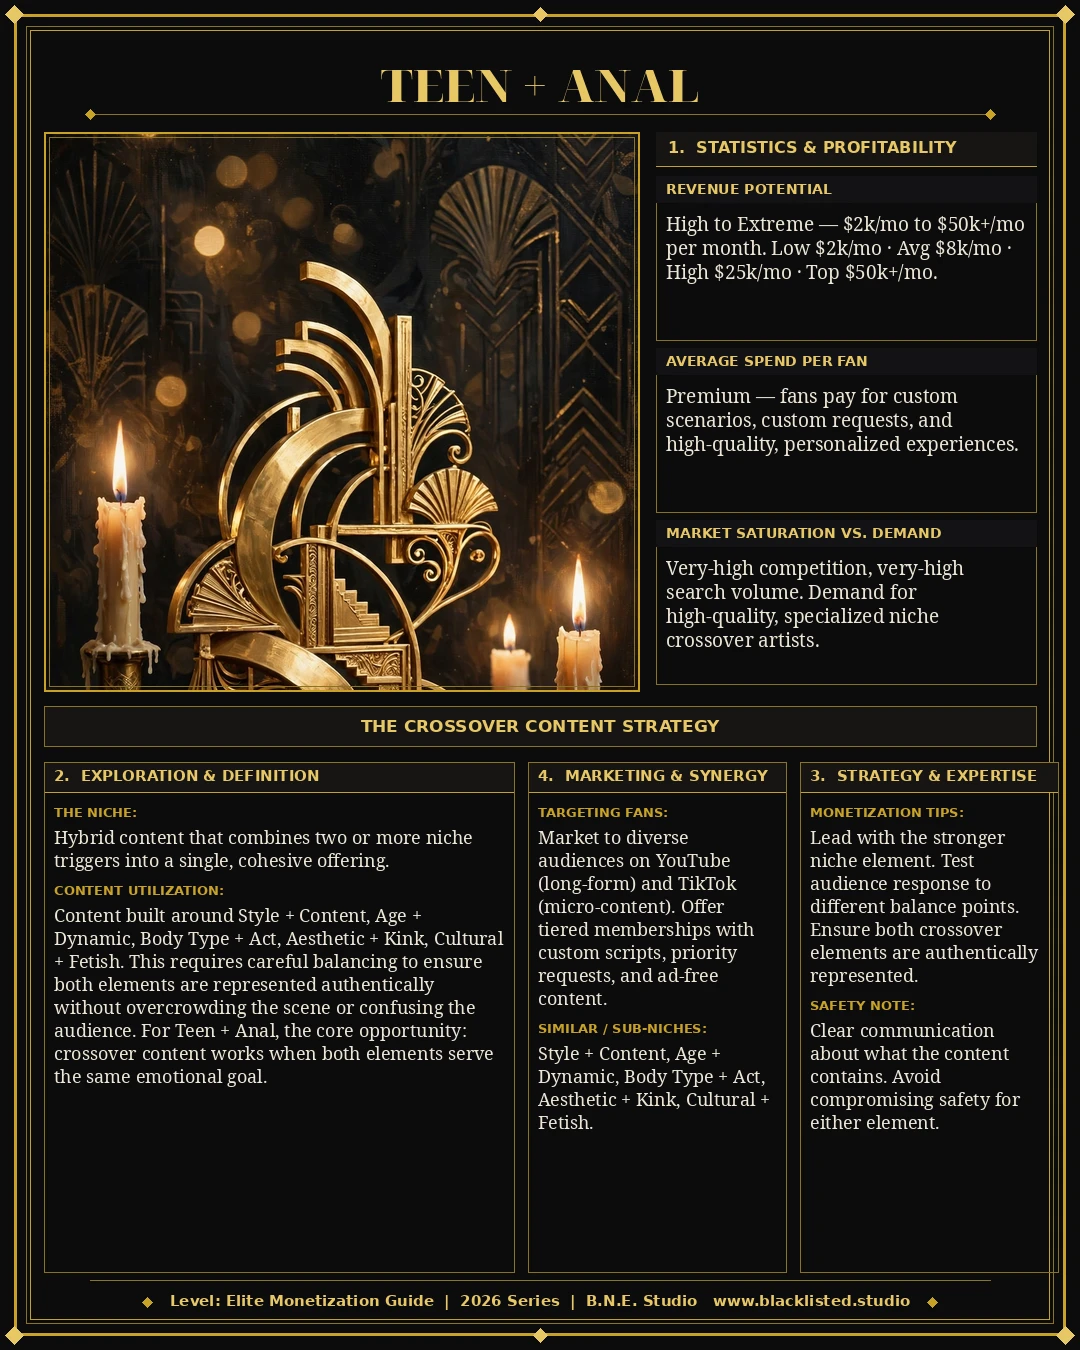 TEEN + ANAL
1. STATISTICS & PROFITABILITY
REVENUE POTENTIAL
High to Extreme — $2k/mo to $50k+/mo
per month. Low $2k/mo · Avg $8k/mo ·
High $25k/mo · Top $50k+/mo.
AVERAGE SPEND PER FAN
Premium — fans pay for custom
scenarios, custom requests, and
high-quality, personalized experiences.
MARKET SATURATION VS. DEMAND
Very-high competition, very-high
search volume. Demand for
high-quality, specialized niche
crossover artists.
THE CROSSOVER CONTENT STRATEGY
2. EXPLORATION & DEFINITION
THE NICHE:
Hybrid content that combines two or more niche
triggers into a single, cohesive offering.
CONTENT UTILIZATION:
Content built around Style + Content, Age +
Dynamic, Body Type + Act, Aesthetic + Kink, Cultural
+ Fetish. This requires careful balancing to ensure
both elements are represented authentically
without overcrowding the scene or confusing the
audience. For Teen + Anal, the core opportunity:
crossover content works when both elements serve
the same emotional goal.
4. MARKETING & SYNERGY
TARGETING FANS:
Market to diverse
audiences on YouTube
(long-form) and TikTok
(micro-content). Offer
tiered memberships with
custom scripts, priority
requests, and ad-free
content.
SIMILAR / SUB-NICHES:
Style + Content, Age +
Dynamic, Body Type + Act,
Aesthetic + Kink, Cultural +
Fetish.
3. STRATEGY & EXPERTISE
MONETIZATION TIPS:
Lead with the stronger
niche element. Test
audience response to
different balance points.
Ensure both crossover
elements are authentically
represented.
SAFETY NOTE:
Clear communication
about what the content
contains. Avoid
compromising safety for
either element.
Level: Elite Monetization Guide | 2026 Series | B.N.E. Studio www.blacklisted.studio